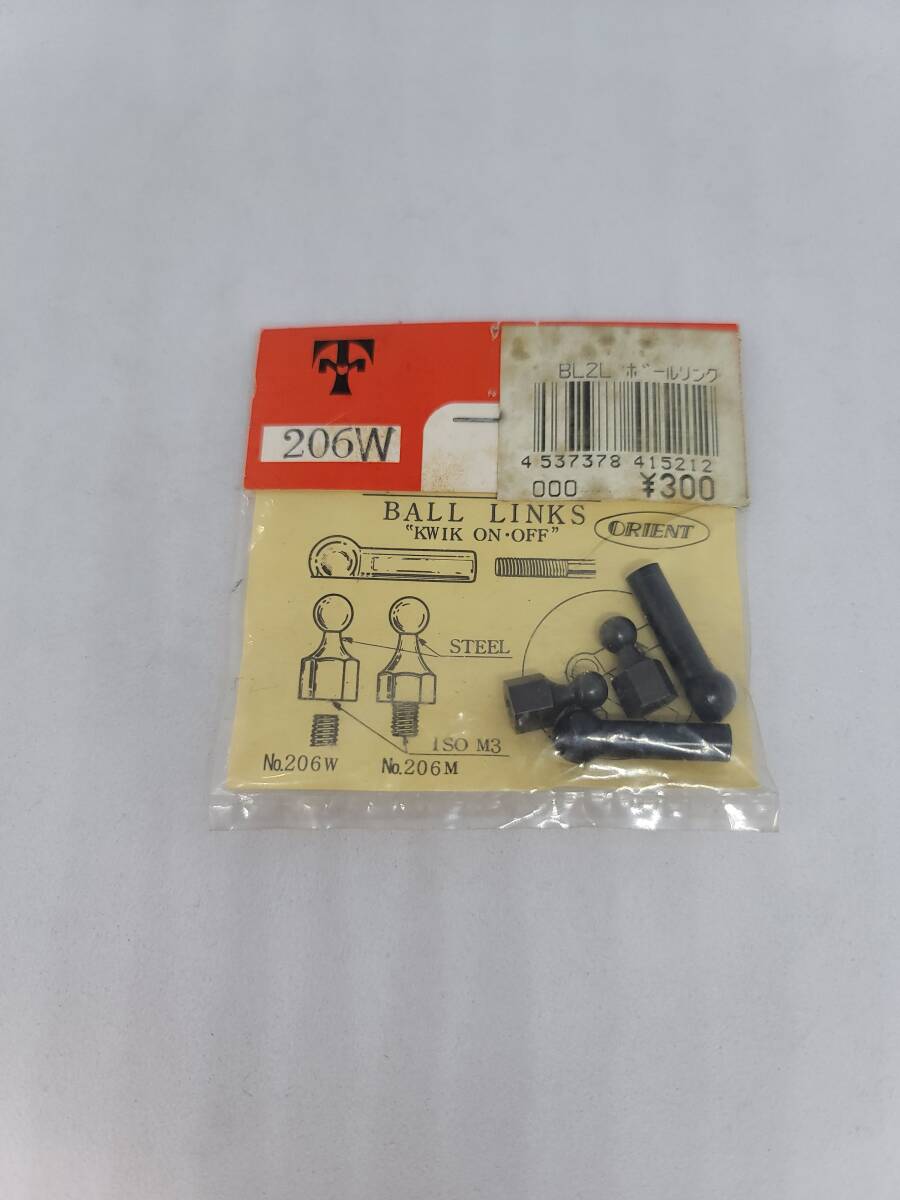 206W
BL2L ボールリンク
4 537378 415212
000 ¥300
BALL LINKS
"KWIK ON·OFF"
ORIENT
STEEL
ISO M3
No.206W
No.206M